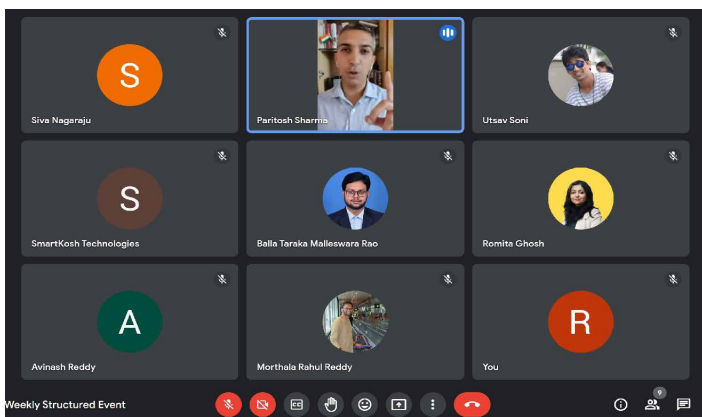 S
Siva Nagaraju
Paritosh Sharma
Utsav Soni
S
SmartKosh Technologies
Balla Taraka Malleswara Rao
Romita Ghosh
A
Avinash Reddy
Morthala Rahul Reddy
R
You
Weekly Structured Event
CC
9